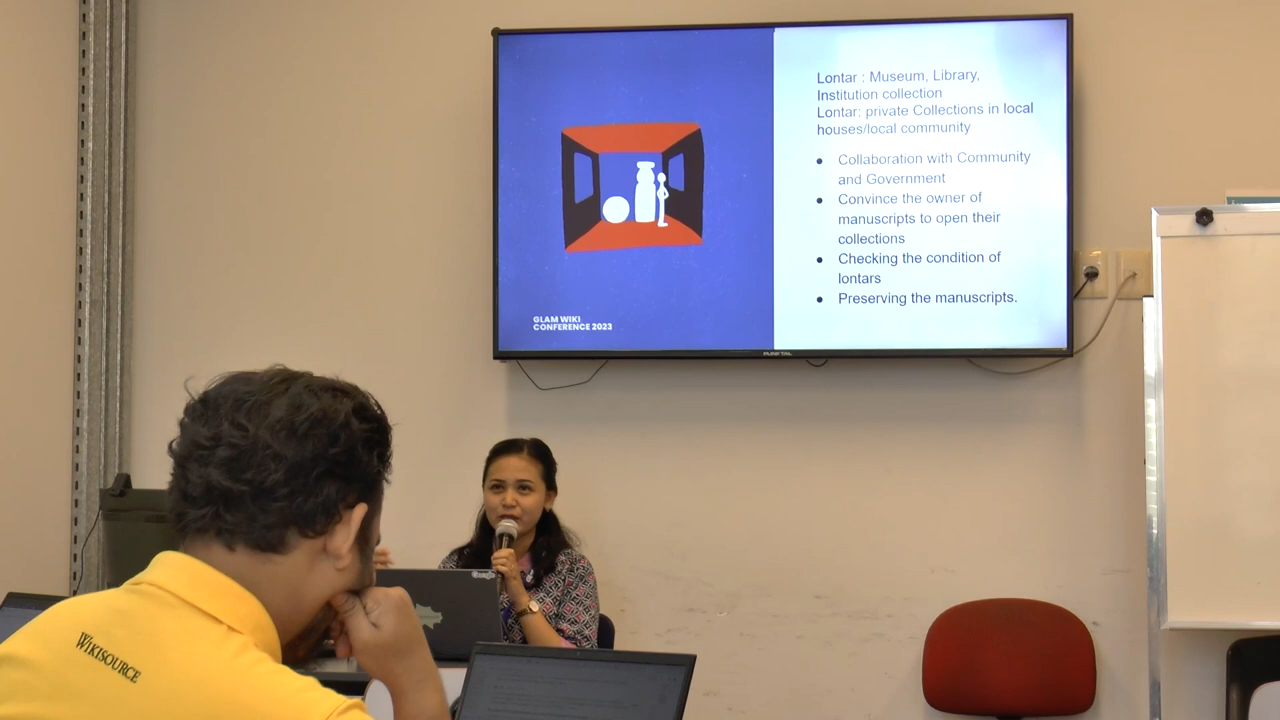 Lontar : Museum, Library,
Institution collection
Lontar: private Collections in local
houses/local community
● Collaboration with Community
and Government
● Convince the owner of
manuscripts to open their
collections
● Checking the condition of
lontars
● Preserving the manuscripts.
GLAM WIKI
CONFERENCE 2023
PUNKTAL
Google
WIKISOURCE